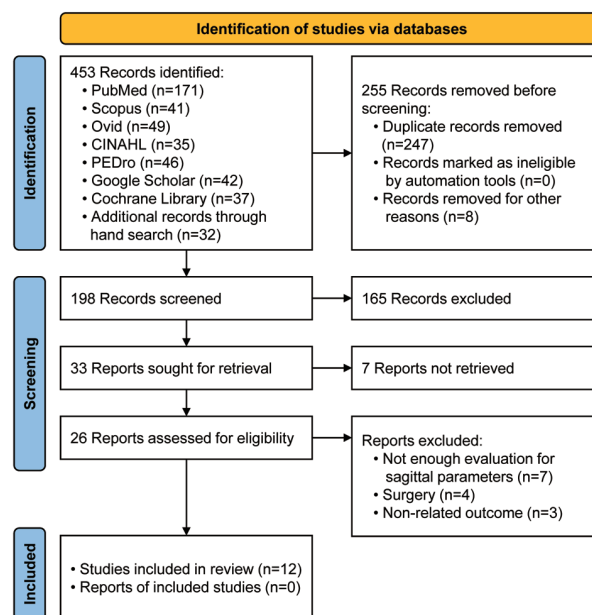 Identification of studies via databases
Identification
453 Records identified:
• PubMed (n=171)
• Scopus (n=41)
• Ovid (n=49)
• CINAHL (n=35)
• PEDro (n=46)
• Google Scholar (n=42)
• Cochrane Library (n=37)
• Additional records through
hand search (n=32)
255 Records removed before
screening:
• Duplicate records removed
(n=247)
• Records marked as ineligible
by automation tools (n=0)
• Records removed for other
reasons (n=8)
Screening
198 Records screened
165 Records excluded
33 Reports sought for retrieval
7 Reports not retrieved
26 Reports assessed for eligibility
Reports excluded:
• Not enough evaluation for
sagittal parameters (n=7)
• Surgery (n=4)
• Non-related outcome (n=3)
Included
• Studies included in review (n=12)
• Reports of included studies (n=0)